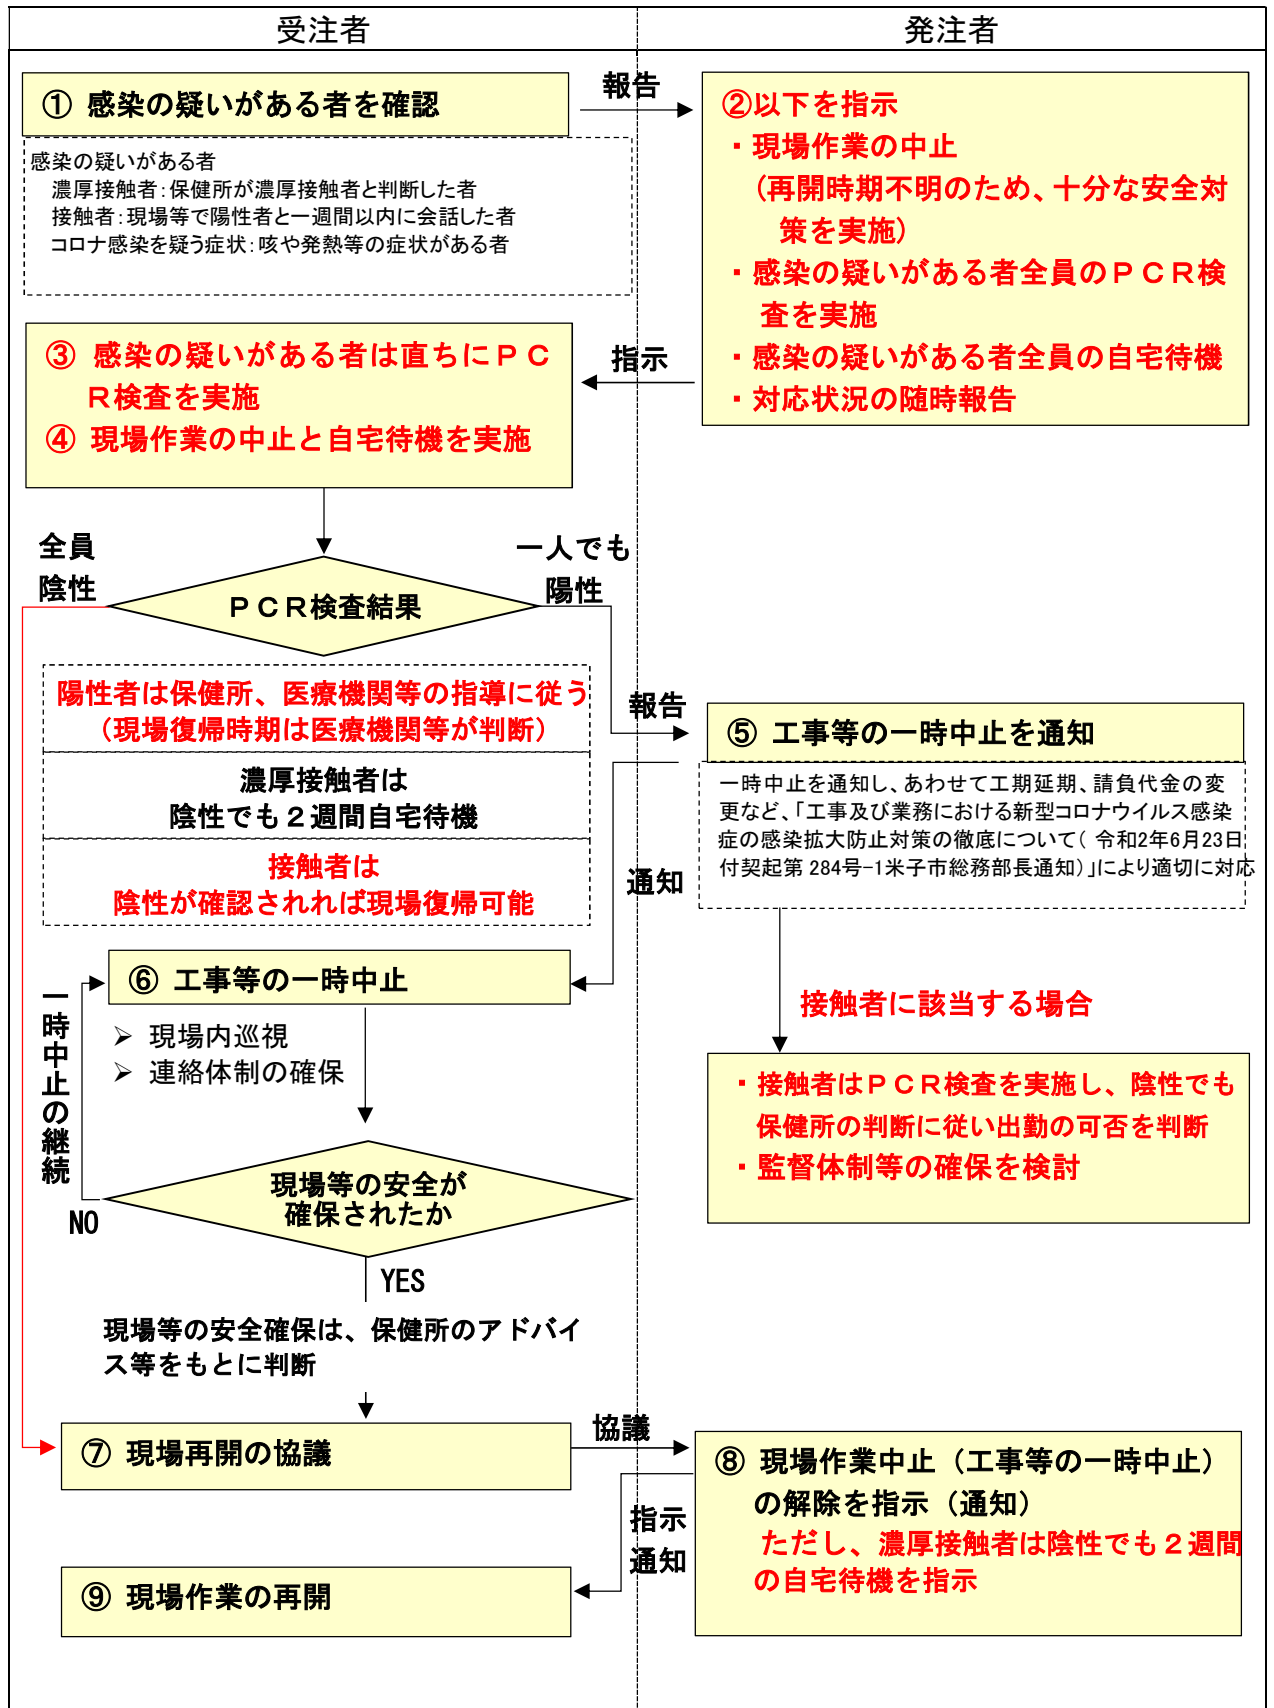 受注者
発注者
① 感染の疑いがある者を確認
報告
②以下を指示
・現場作業の中止
(再開時期不明のため、十分な安全対
策を実施)
・感染の疑いがある者全員のＰＣＲ検
査を実施
・感染の疑いがある者全員の自宅待機
・対応状況の随時報告
感染の疑いがある者
濃厚接触者：保健所が濃厚接触者と判断した者
接触者：現場等で陽性者と一週間以内に会話した者
コロナ感染を疑う症状：咳や発熱等の症状がある者
指示
③ 感染の疑いがある者は直ちにＰＣ
Ｒ検査を実施
④ 現場作業の中止と自宅待機を実施
全員
陰性
一人でも
陽性
ＰＣＲ検査結果
陽性者は保健所、医療機関等の指導に従う
（現場復帰時期は医療機関等が判断）
濃厚接触者は
陰性でも２週間自宅待機
接触者は
陰性が確認されれば現場復帰可能
報告
⑤ 工事等の一時中止を通知
一時中止を通知し、あわせて工期延期、請負代金の変
更など、「工事及び業務における新型コロナウイルス感染
症の感染拡大防止対策の徹底について（ 令和2年6月23日
付契起第 284号-1米子市総務部長通知）」により適切に対応
通知
⑥ 工事等の一時中止
➢ 現場内巡視
➢ 連絡体制の確保
一時中止の継続
接触者に該当する場合
・接触者はＰＣＲ検査を実施し、陰性でも
保健所の判断に従い出勤の可否を判断
・監督体制等の確保を検討
現場等の安全が
確保されたか
NO
YES
現場等の安全確保は、保健所のアドバイ
ス等をもとに判断
⑦ 現場再開の協議
協議
⑧ 現場作業中止（工事等の一時中止）
の解除を指示（通知）
ただし、濃厚接触者は陰性でも２週間
の自宅待機を指示
指示
通知
⑨ 現場作業の再開